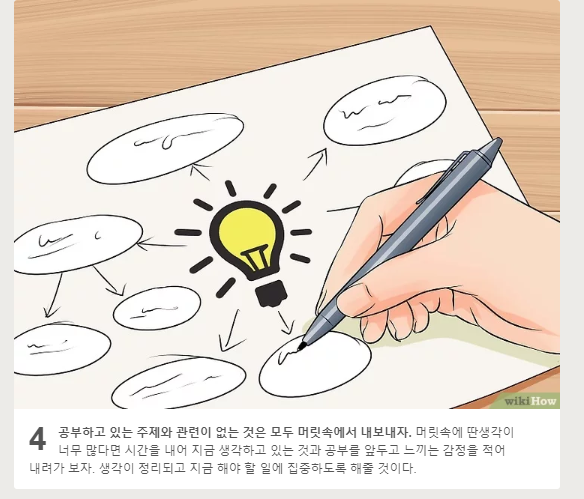 wikiHow
4 공부하고 있는 주제와 관련이 없는 것은 모두 머릿속에서 내보내자. 머릿속에 딴생각이
너무 많다면 시간을 내어 지금 생각하고 있는 것과 공부를 앞두고 느끼는 감정을 적어
내려가 보자. 생각이 정리되고 지금 해야 할 일에 집중하도록 해줄 것이다.